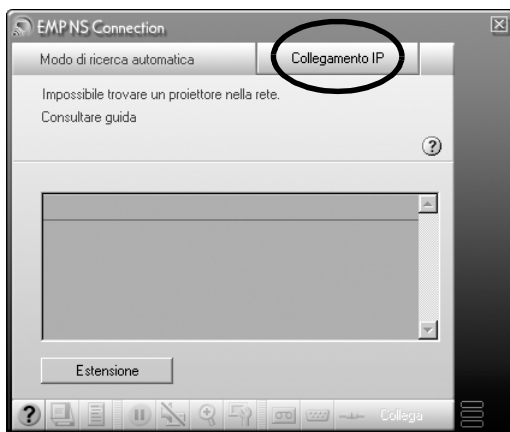 EMP NS Connection
Modo di ricerca automatica
Collegamento IP
Impossibile trovare un proiettore nella rete.
Consultare guida
Estensione
Collega